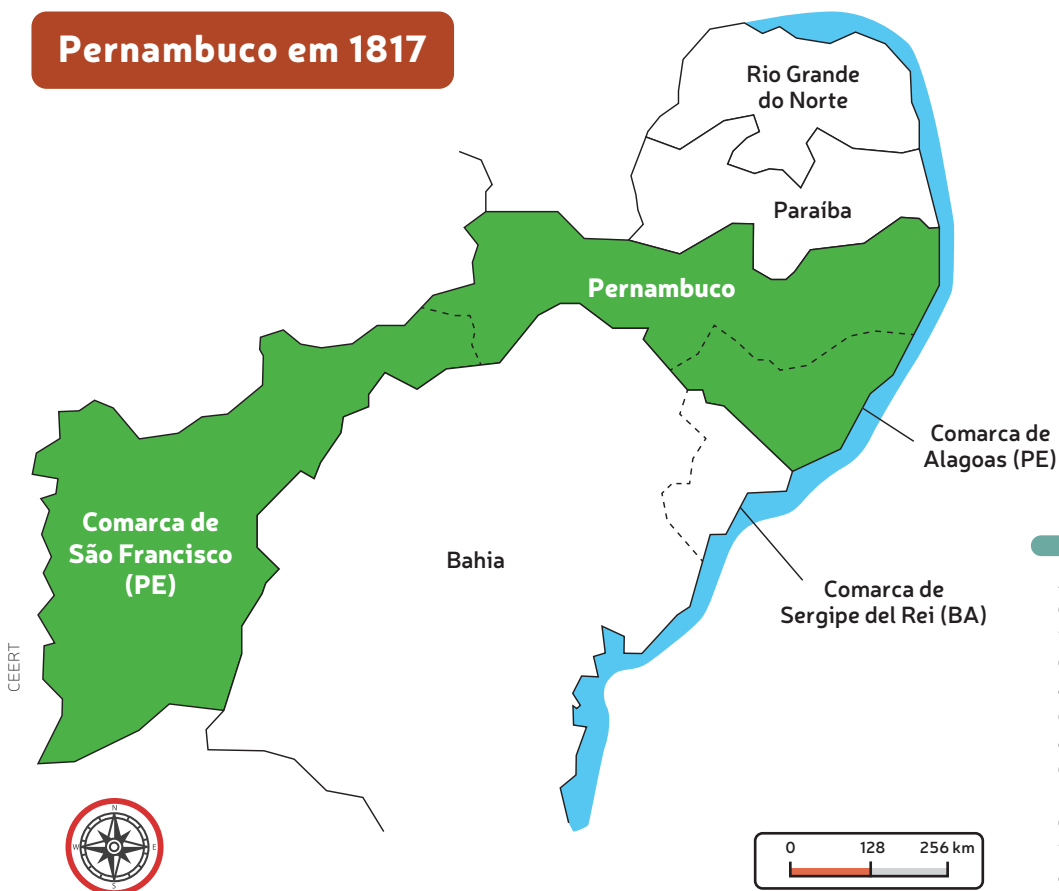 Pernambuco em 1817
Rio Grande
do Norte
Paraíba
Pernambuco
Comarca de
Alagoas (PE)
Comarca de
São Francisco
(PE)
Bahia
Comarca de
Sergipe del Rei (BA)
CEERT
N
W
E
S
0
128
256 km